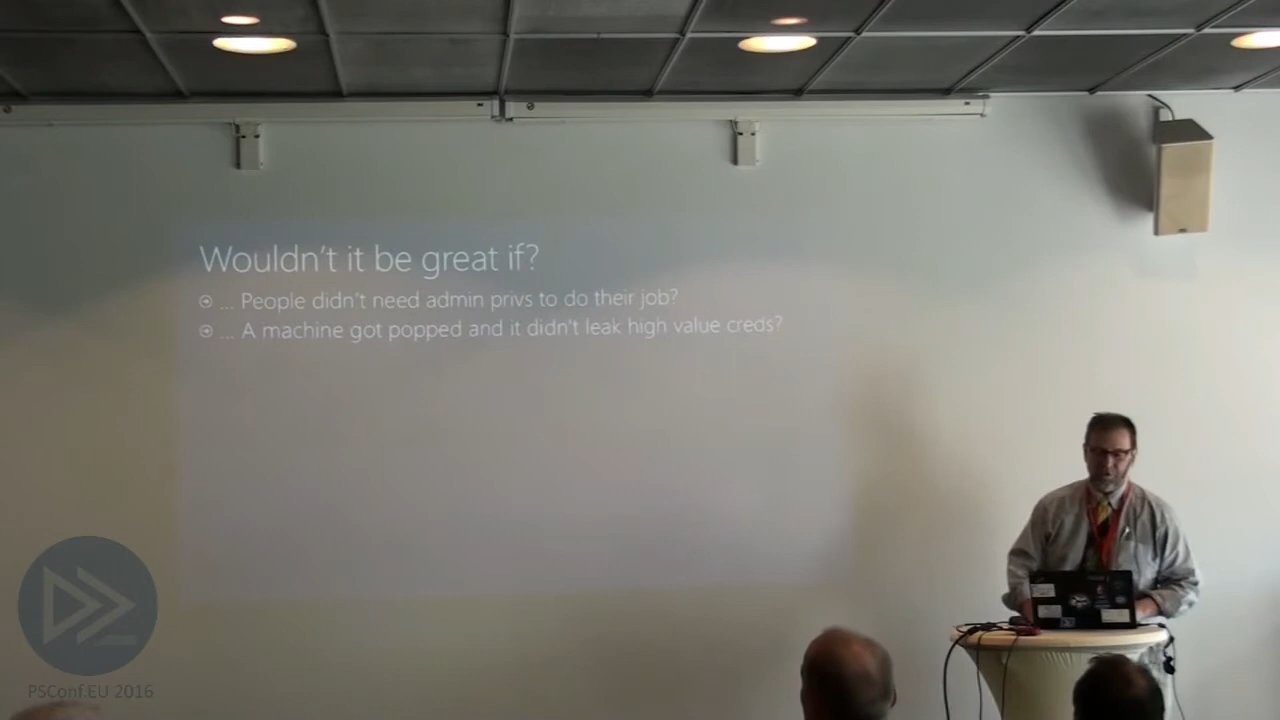 Wouldn't it be great if?
... People didn't need admin privs to do their job?
... A machine got popped and it didn't leak high value creds?
PSConf.EU 2016